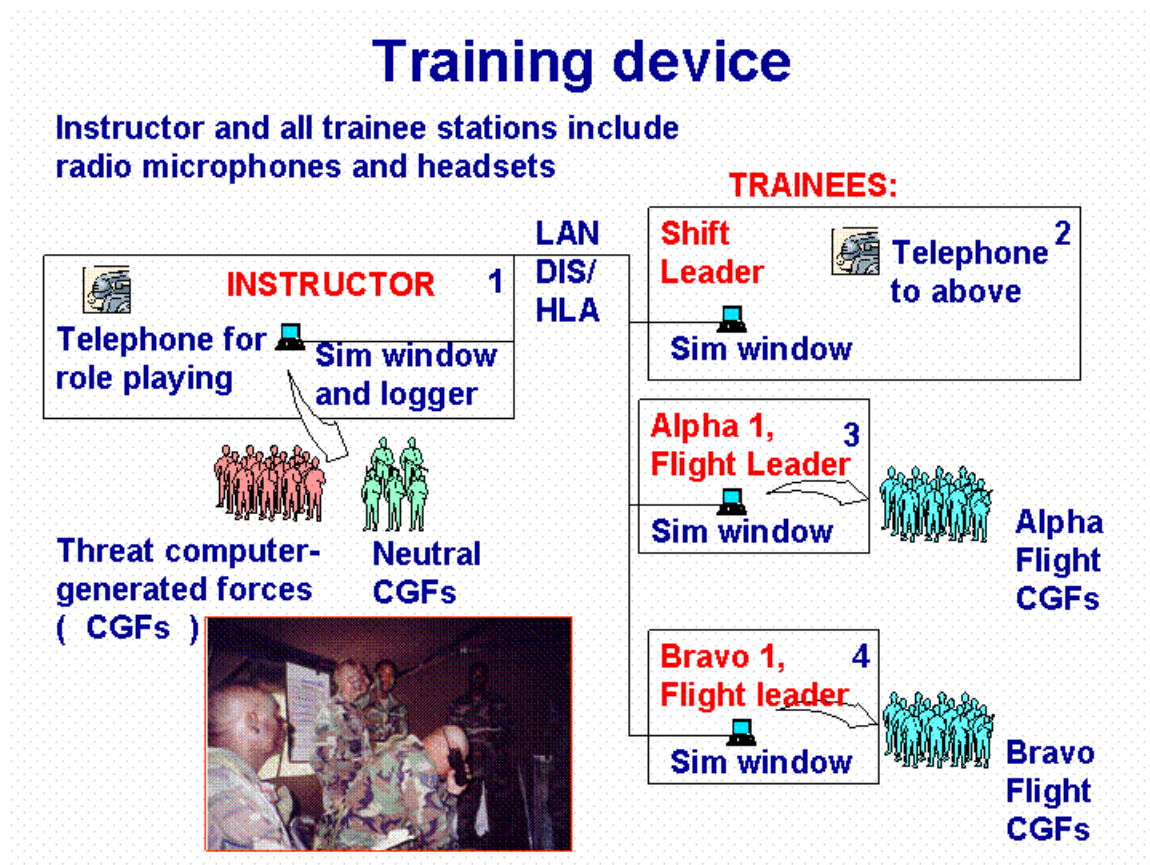 Training device
Instructor and all trainee stations include
radio microphones and headsets
TRAINEES:
INSTRUCTOR
1
Telephone for
role playing
Sim window
and logger
LAN
DIS/
HLA
Shift
Leader
2
Telephone
to above
Sim window
Threat computer-
generated forces
( CGFs )
Neutral
CGFs
Alpha 1,
Flight Leader
3
Sim window
Alpha
Flight
CGFs
Bravo 1,
Flight leader
4
Sim window
Bravo
Flight
CGFs